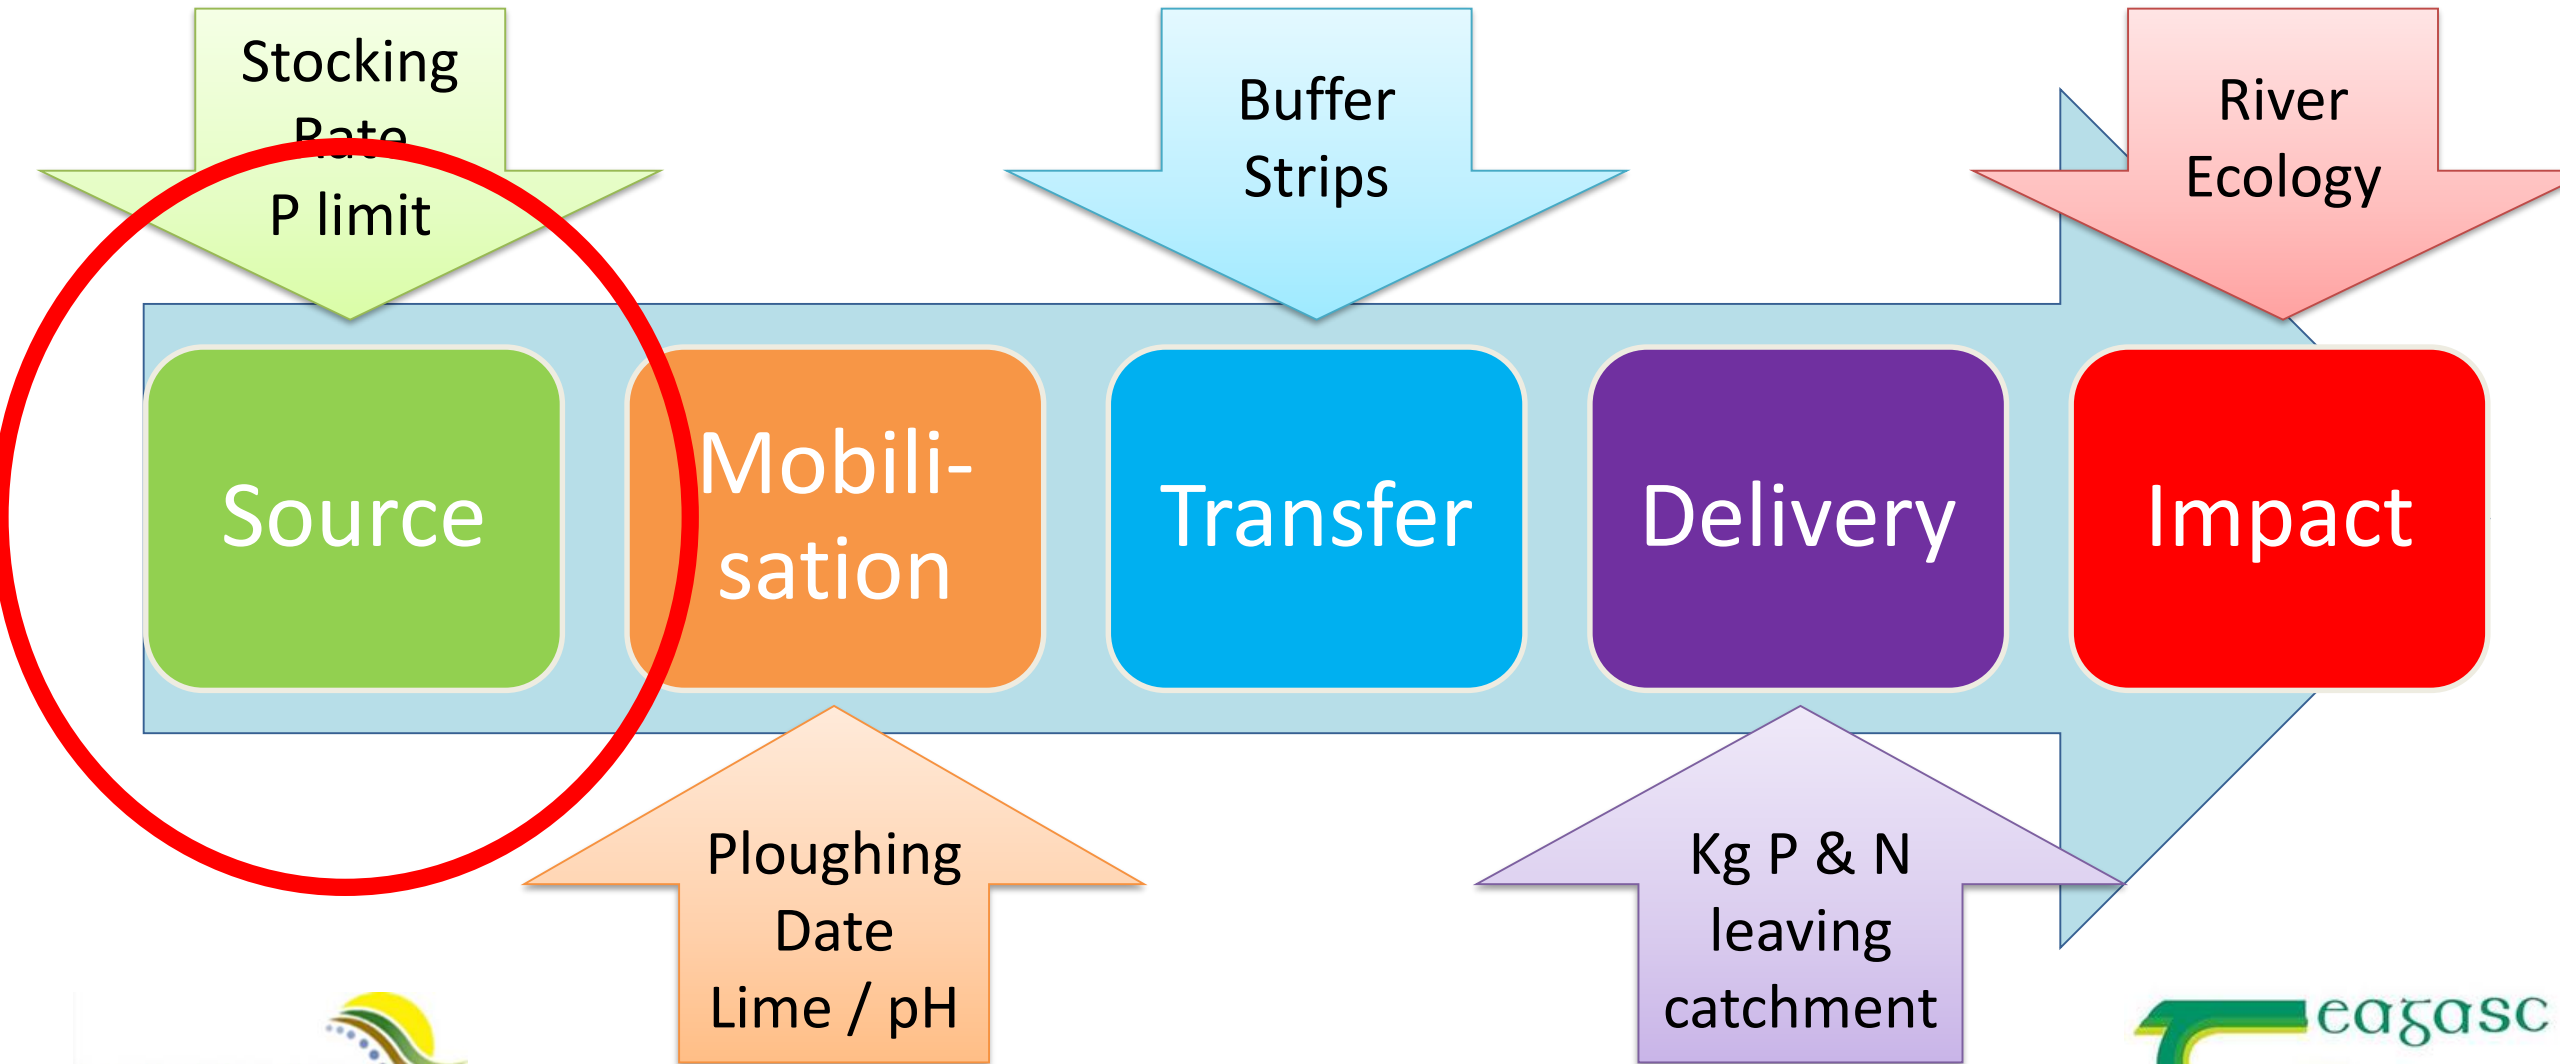 Stocking
Rate
P limit
Buffer
Strips
River
Ecology
Source
Mobili-
sation
Transfer
Delivery
Impact
Ploughing
Date
Lime / pH
Kg P & N
leaving
catchment
eagasc